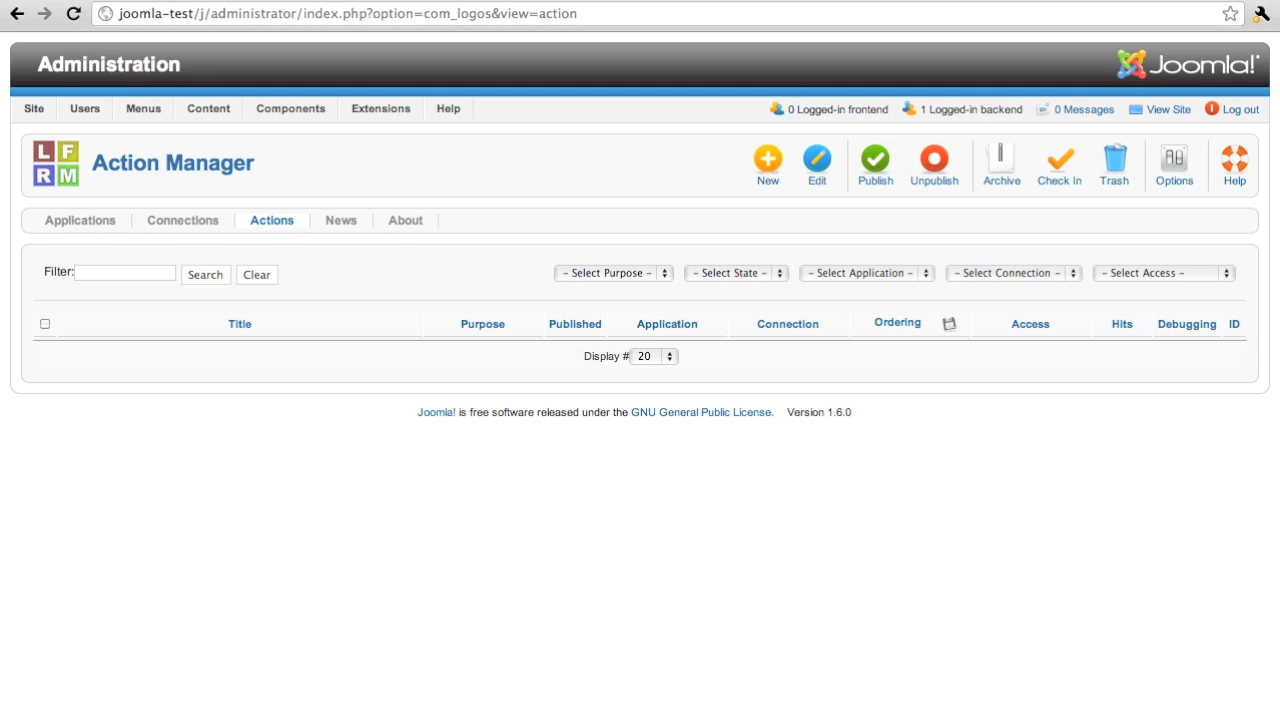 joomla-test/j/administrator/index.php?option=com_logos&view=action
Administration
Joomla!
Site Users Menus Content Components Extensions Help 0 Logged-in frontend 1 Logged-in backend 0 Messages View Site Log out
L F
R M
Action Manager
New Edit Publish Unpublish Archive Check In Trash Options Help
Applications Connections Actions News About
Filter: Search Clear - Select Purpose - - Select State - - Select Application - - Select Connection - - Select Access -
Title Purpose Published Application Connection Ordering Access Hits Debugging ID
Display # 20
Joomla! is free software released under the GNU General Public License. Version 1.6.0